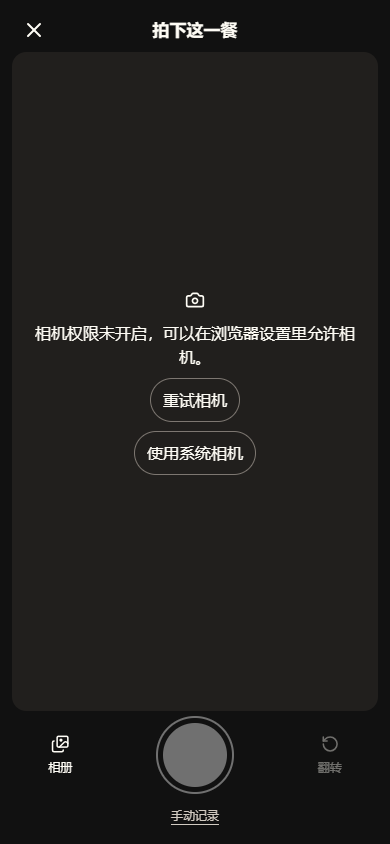 拍下这一餐
相机权限未开启，可以在浏览器设置里允许相
机。
重试相机
使用系统相机
相册
翻转
手动记录